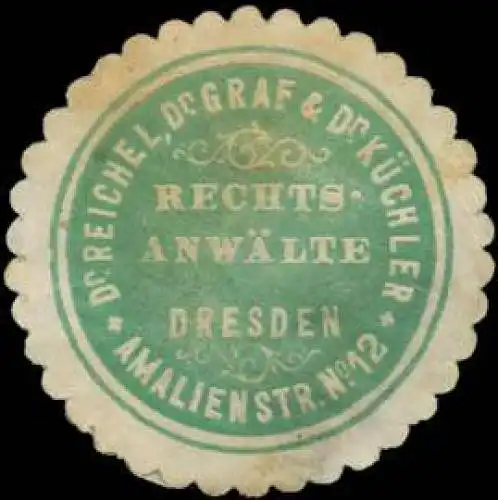 Dr REICHEL, Dr GRAF & Dr KÜCHLER
RECHTS-
ANWÄLTE
DRESDEN
* AMALIENSTR. No 12 *